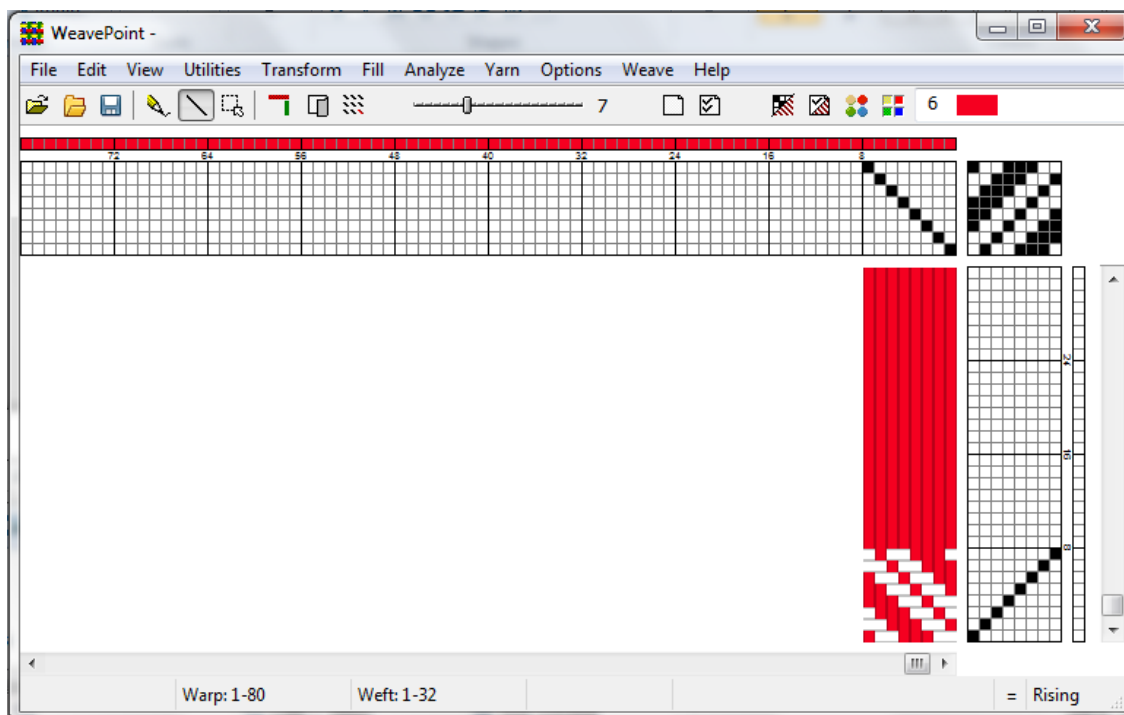 WeavePoint -
File Edit View Utilities Transform Fill Analyze Yarn Options Weave Help
7 6
72 64 56 48 40 32 24 16 8
24
16
8
Warp: 1-80 Weft: 1-32 = Rising